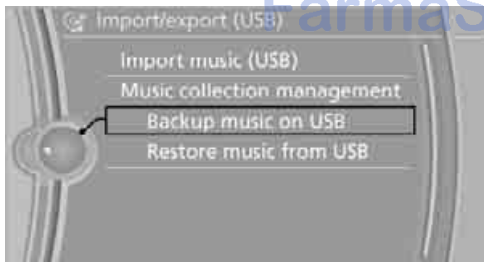 Import/export (USB)
Import music (USB)
Music collection management
Backup music on USB
Restore music from USB